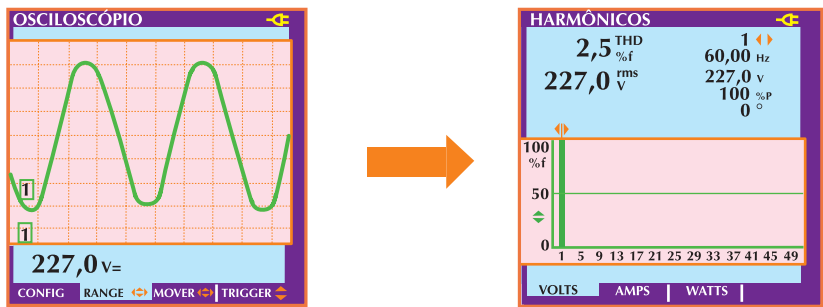 OSCILOSCÓPIO
1
1
227,0 V=
CONFIG RANGE MOVER TRIGGER
HARMÔNICOS
2,5 THD %f
227,0 rms V
1
60,00 Hz
227,0 V
100 %P
0 °
100
%f
50
0
1 5 9 13 17 21 25 29 33 37 41 45 49
VOLTS AMPS WATTS